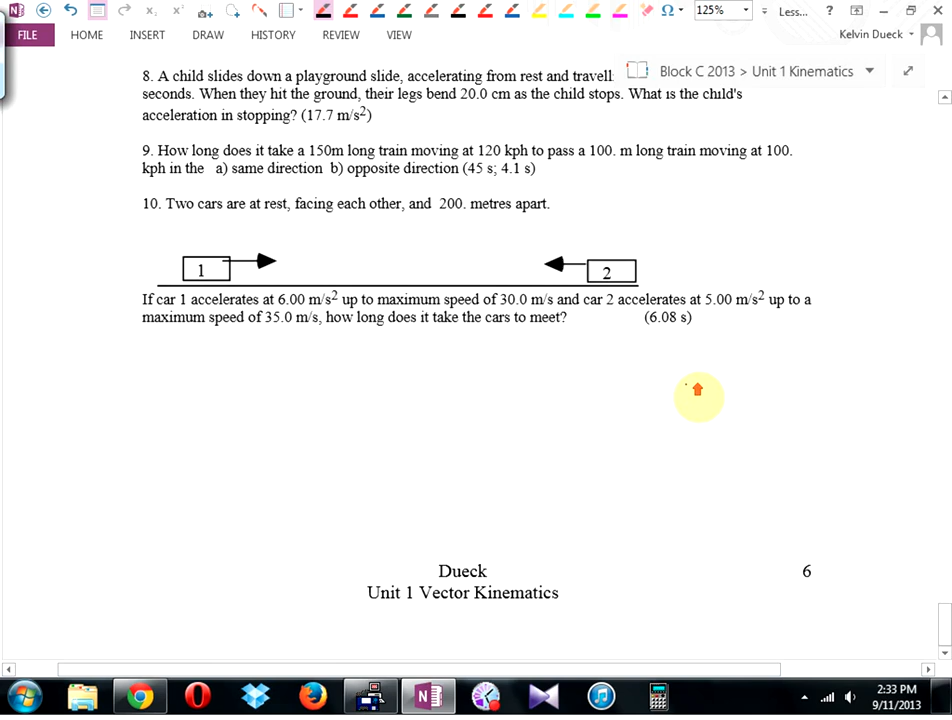 125%
Less...
?
FILE
HOME
INSERT
DRAW
HISTORY
REVIEW
VIEW
Kelvin Dueck
Block C 2013 > Unit 1 Kinematics
8. A child slides down a playground slide, accelerating from rest and travell
seconds. When they hit the ground, their legs bend 20.0 cm as the child stops. What is the child's
acceleration in stopping? (17.7 m/s²)
9. How long does it take a 150m long train moving at 120 kph to pass a 100. m long train moving at 100.
kph in the a) same direction b) opposite direction (45 s; 4.1 s)
10. Two cars are at rest, facing each other, and 200. metres apart.
1
2
If car 1 accelerates at 6.00 m/s² up to maximum speed of 30.0 m/s and car 2 accelerates at 5.00 m/s² up to a
maximum speed of 35.0 m/s, how long does it take the cars to meet? (6.08 s)
Dueck
6
Unit 1 Vector Kinematics
2:33 PM
9/11/2013